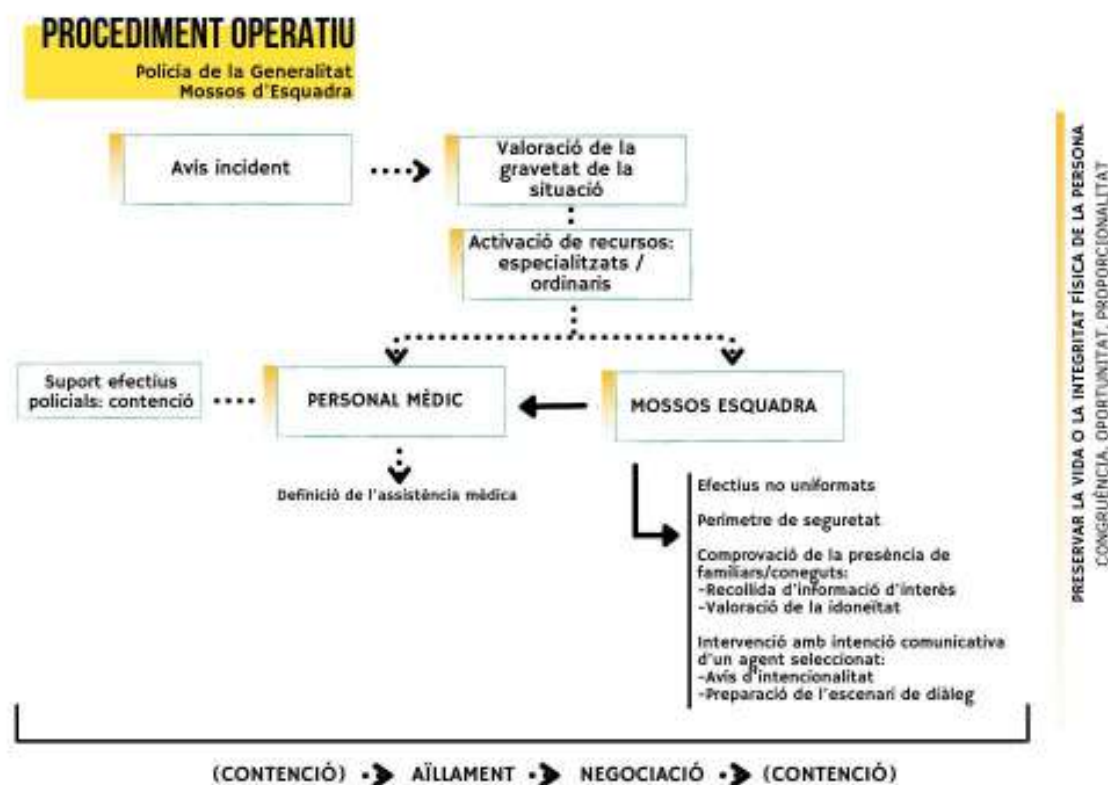 PROCEDIMENT OPERATIU
Policia de la Generalitat
Mossos d'Esquadra
Avís incident
Valoració de la
gravetat de la
situació
Activació de recursos:
especialitzats /
ordinaris
Suport efectius
policials: contenció
PERSONAL MÈDIC
MOSSOS ESQUADRA
Definició de l'assistència mèdica
Efectius no uniformats
Perímetre de seguretat
Comprovació de la presència de
familiars/coneguts:
-Recollida d'informació d'interès
-Valoració de la idoneïtat
Intervenció amb intenció comunicativa
d'un agent seleccionat:
-Avís d'intencionalitat
-Preparació de l'escenari de diàleg
(CONTENCIÓ) AÏLLAMENT NEGOCIACIÓ (CONTENCIÓ)
PRESERVAR LA VIDA O LA INTEGRITAT FÍSICA DE LA PERSONA
CONGRUÈNCIA, OPORTUNITAT, PROPORCIONALITAT